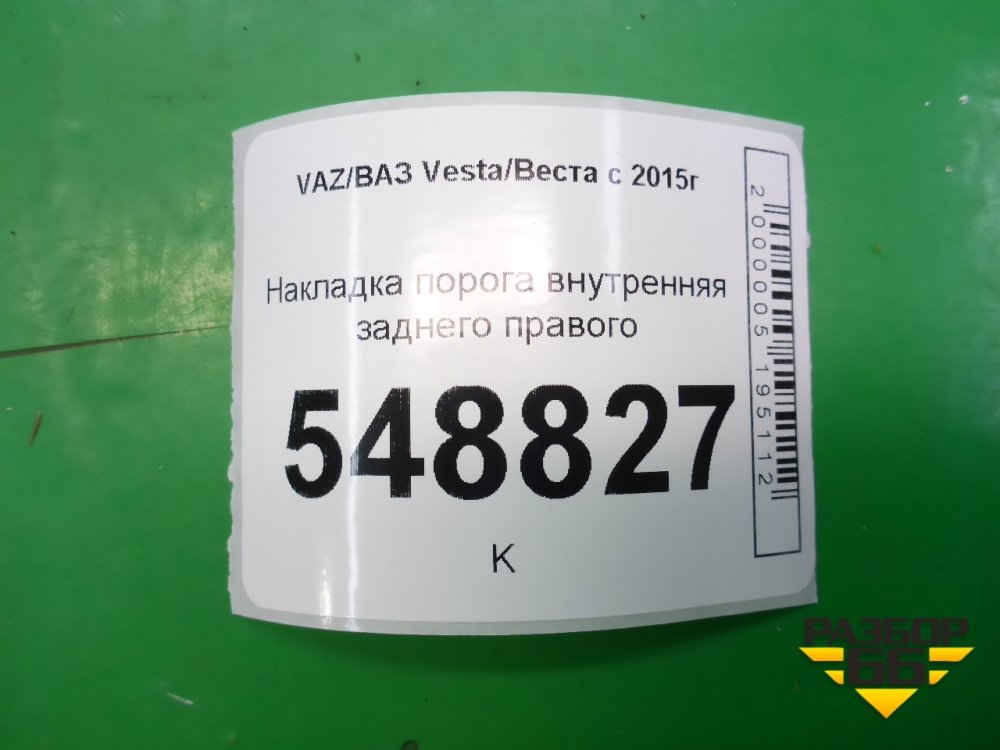 VAZ/ВАЗ Vesta/Веста с 2015г
Накладка порога внутренняя
заднего правого
548827
К
2000005195112
РАЗБОР
66